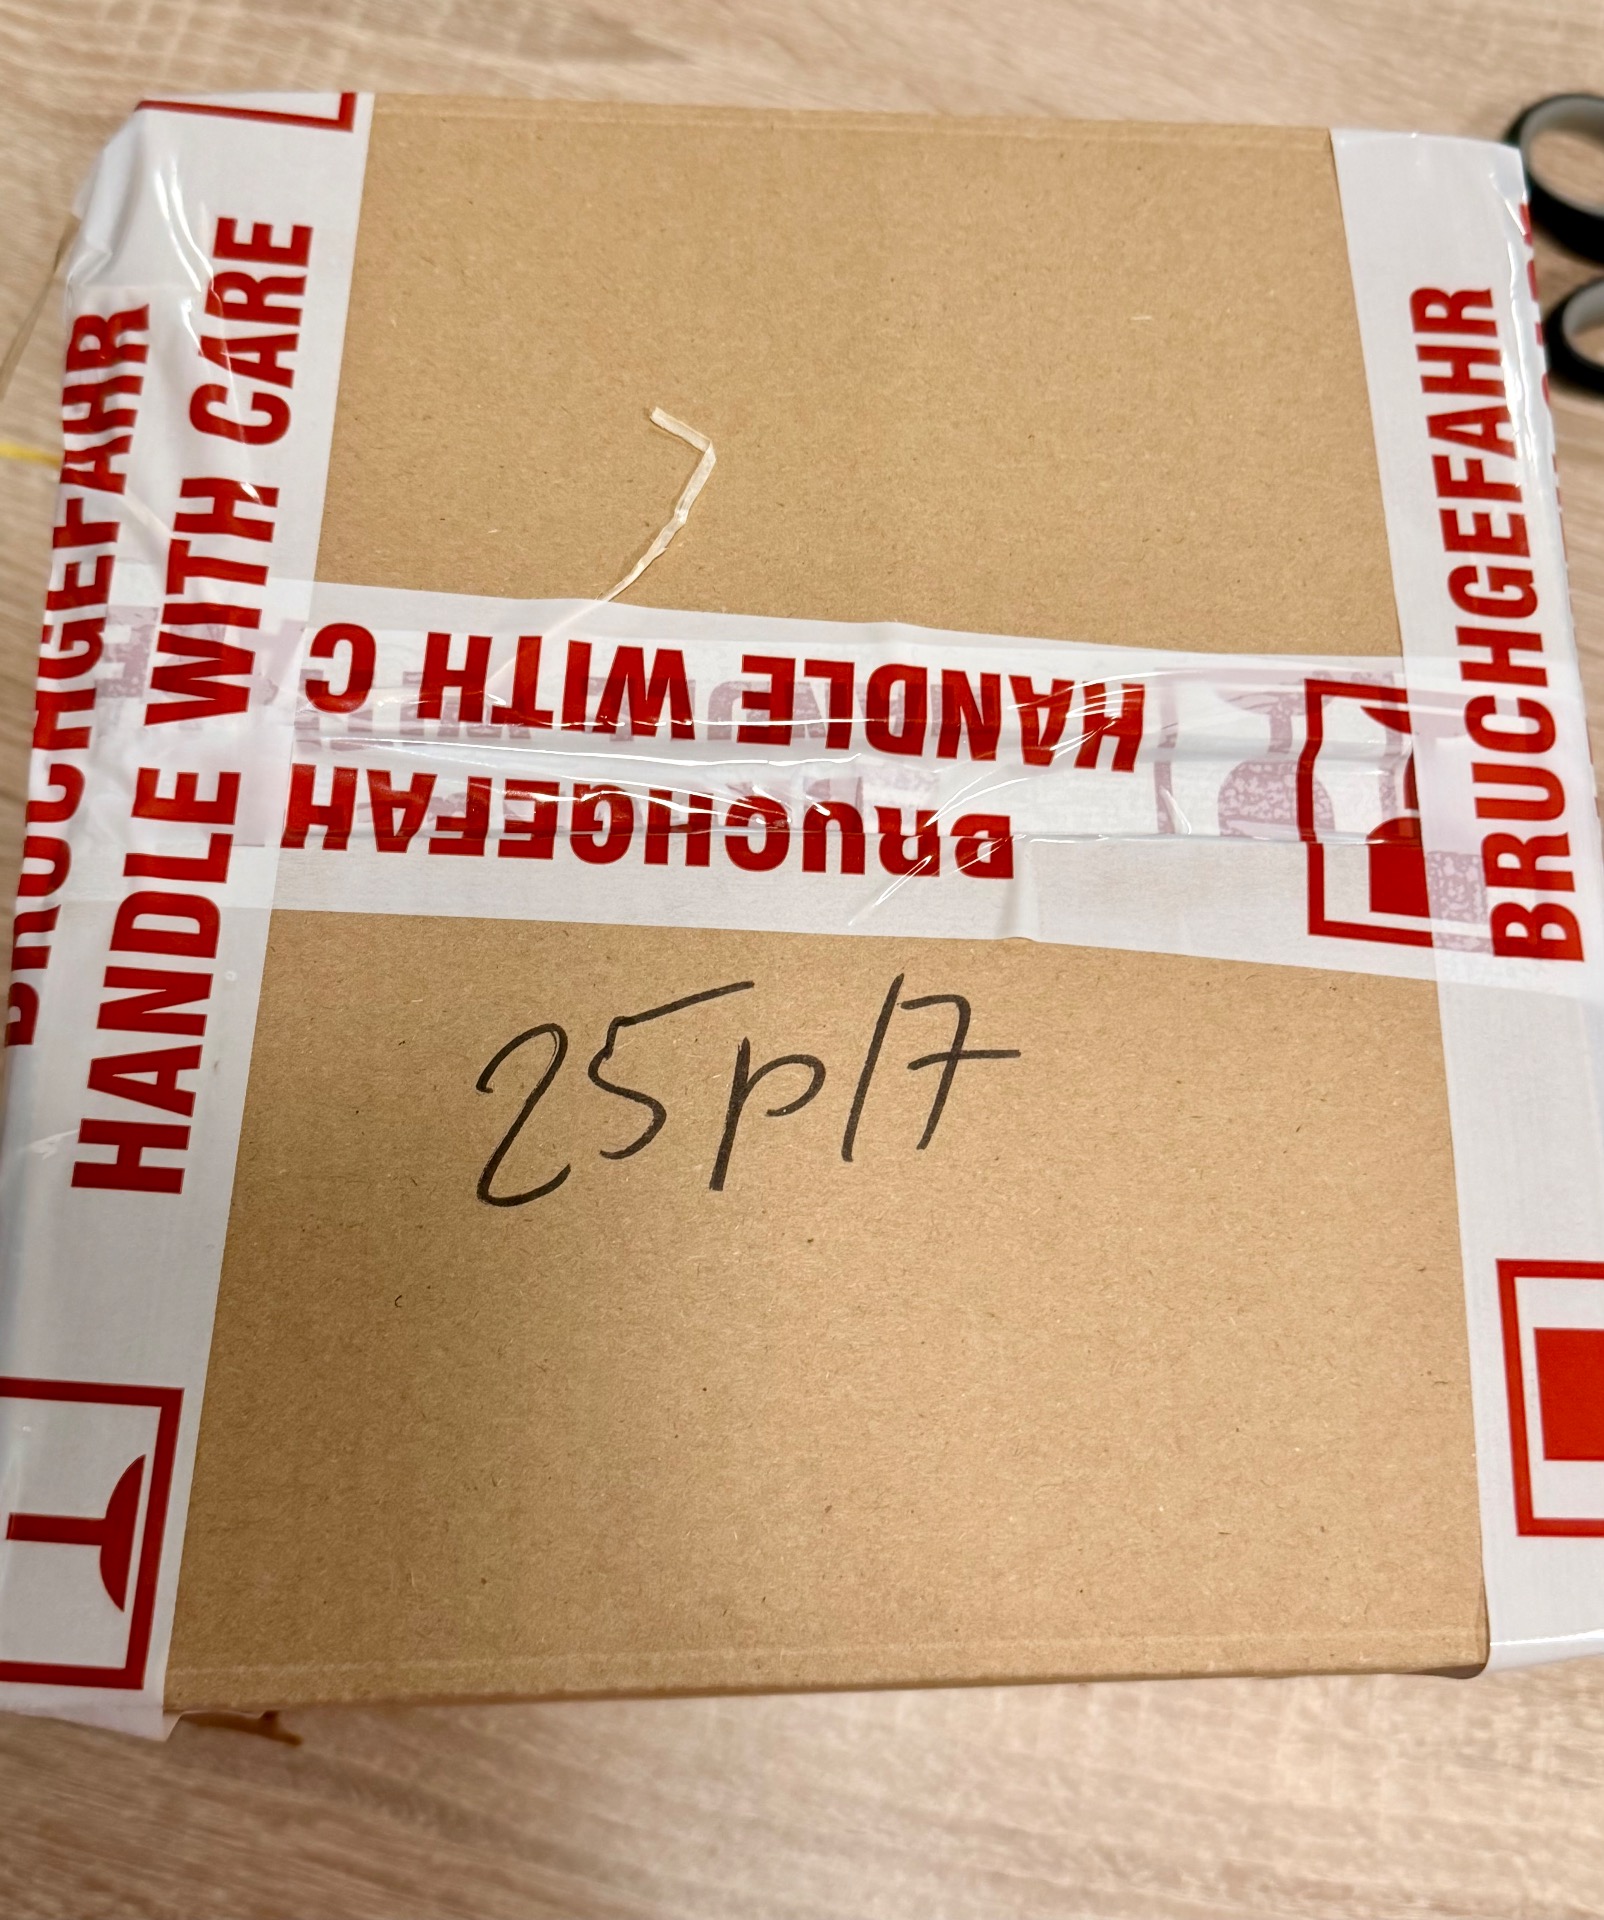 BRUCHGEFAHR
HANDLE WITH CARE
HANDLE WITH C
BRUCHGEFAH
BRUCHGEFAHR
25p17